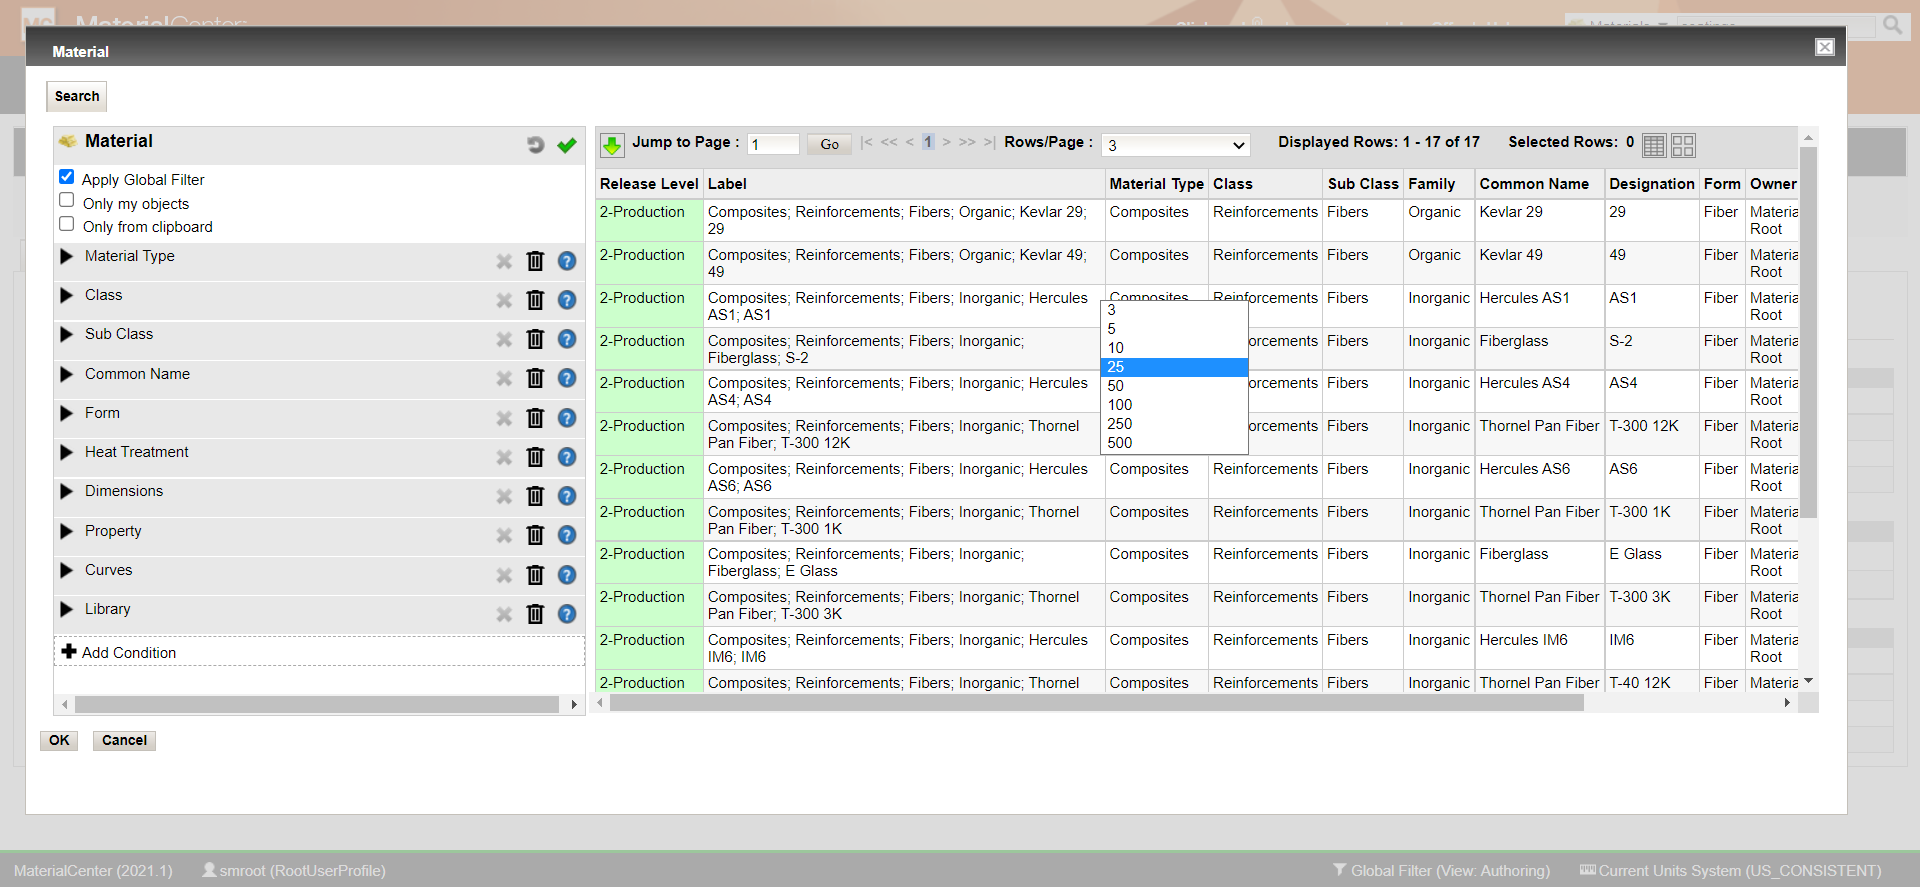 MaterialCenter
Materials
Material
Search
Material
Apply Global Filter
Only my objects
Only from clipboard
Material Type
Class
Sub Class
Common Name
Form
Heat Treatment
Dimensions
Property
Curves
Library
Add Condition
OK Cancel
Jump to Page : 1 Go |< << < 1 > >> >| Rows/Page : 3 Displayed Rows: 1 - 17 of 17 Selected Rows: 0
Release Level Label Material Type Class Sub Class Family Common Name Designation Form Owner
2-Production Composites; Reinforcements; Fibers; Organic; Kevlar 29; Composites Reinforcements Fibers Organic Kevlar 29 29 Fiber Materia
29 Root
2-Production Composites; Reinforcements; Fibers; Organic; Kevlar 49; Composites Reinforcements Fibers Organic Kevlar 49 49 Fiber Materia
49 Root
2-Production Composites; Reinforcements; Fibers; Inorganic; Hercules Composites Reinforcements Fibers Inorganic Hercules AS1 AS1 Fiber Materia
AS1; AS1 Root
2-Production Composites; Reinforcements; Fibers; Inorganic; orcements Fibers Inorganic Fiberglass S-2 Fiber Materia
Fiberglass; S-2 Root
2-Production Composites; Reinforcements; Fibers; Inorganic; Hercules orcements Fibers Inorganic Hercules AS4 AS4 Fiber Materia
AS4; AS4 Root
2-Production Composites; Reinforcements; Fibers; Inorganic; Thornel orcements Fibers Inorganic Thornel Pan Fiber T-300 12K Fiber Materia
Pan Fiber; T-300 12K Root
2-Production Composites; Reinforcements; Fibers; Inorganic; Hercules Composites Reinforcements Fibers Inorganic Hercules AS6 AS6 Fiber Materia
AS6; AS6 Root
2-Production Composites; Reinforcements; Fibers; Inorganic; Thornel Composites Reinforcements Fibers Inorganic Thornel Pan Fiber T-300 1K Fiber Materia
Pan Fiber; T-300 1K Root
2-Production Composites; Reinforcements; Fibers; Inorganic; Composites Reinforcements Fibers Inorganic Fiberglass E Glass Fiber Materia
Fiberglass; E Glass Root
2-Production Composites; Reinforcements; Fibers; Inorganic; Thornel Composites Reinforcements Fibers Inorganic Thornel Pan Fiber T-300 3K Fiber Materia
Pan Fiber; T-300 3K Root
2-Production Composites; Reinforcements; Fibers; Inorganic; Hercules Composites Reinforcements Fibers Inorganic Hercules IM6 IM6 Fiber Materia
IM6; IM6 Root
2-Production Composites; Reinforcements; Fibers; Inorganic; Thornel Composites Reinforcements Fibers Inorganic Thornel Pan Fiber T-40 12K Fiber Materia
3
5
10
25
50
100
250
500
MaterialCenter (2021.1) smroot (RootUserProfile) Global Filter (View: Authoring) Current Units System (US_CONSISTENT)